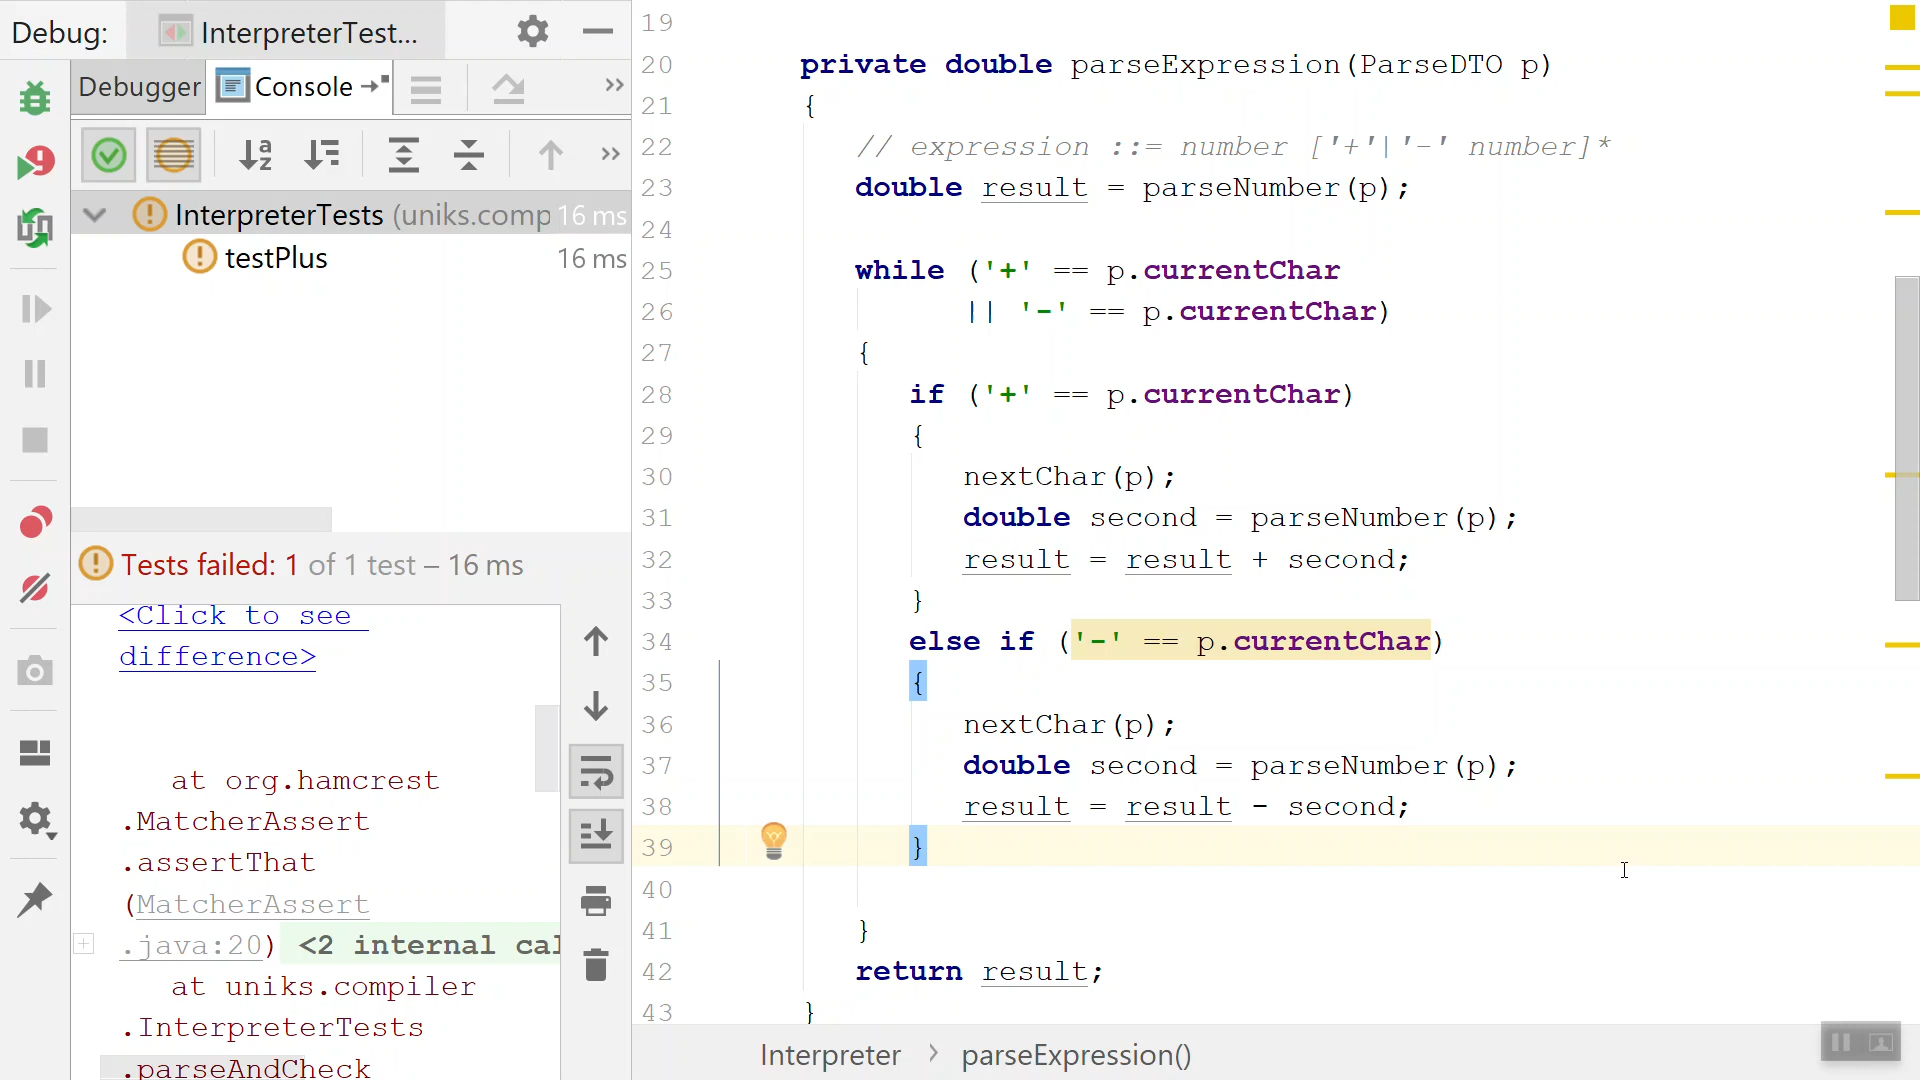 Debug: InterpreterTest...
Debugger Console
InterpreterTests (uniks.comp 16 ms
testPlus 16 ms
Tests failed: 1 of 1 test – 16 ms
<Click to see
difference>
at org.hamcrest
.MatcherAssert
.assertThat
(MatcherAssert
.java:20) <2 internal cal
at uniks.compiler
.InterpreterTests
.parseAndCheck
19
20 private double parseExpression(ParseDTO p)
21 {
22 // expression ::= number ['+'|'-' number]*
23 double result = parseNumber(p);
24
25 while ('+' == p.currentChar
26 || '-' == p.currentChar)
27 {
28 if ('+' == p.currentChar)
29 {
30 nextChar(p);
31 double second = parseNumber(p);
32 result = result + second;
33 }
34 else if ('-' == p.currentChar)
35 {
36 nextChar(p);
37 double second = parseNumber(p);
38 result = result - second;
39 }
40
41 }
42 return result;
43 }
Interpreter > parseExpression()